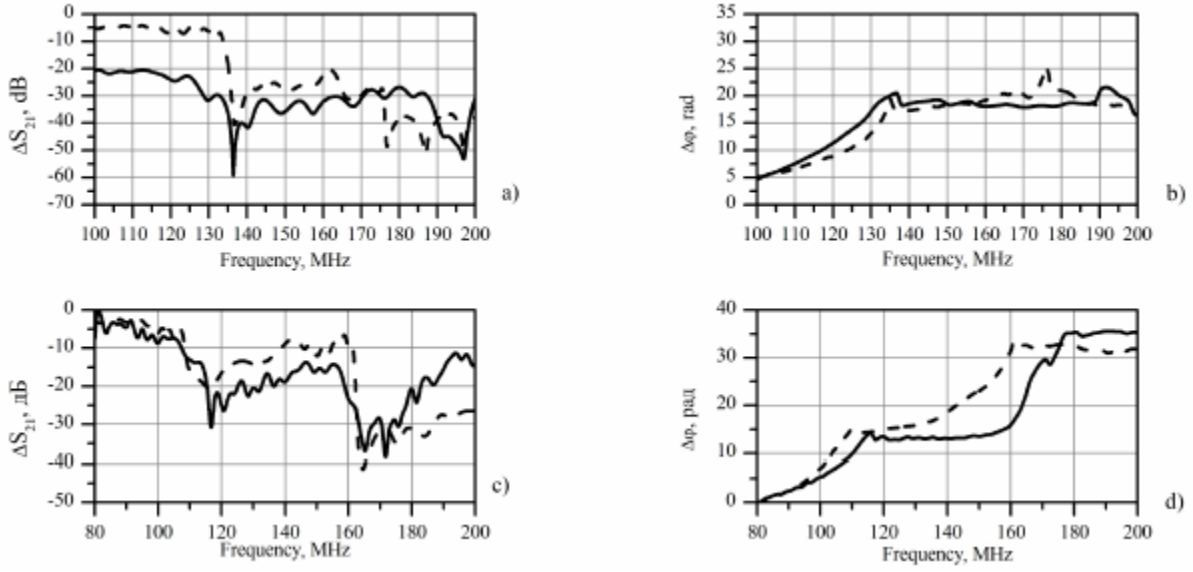 0
-10
-20
-30
-40
-50
-60
-70
ΔS21, dB
100 110 120 130 140 150 160 170 180 190 200
Frequency, MHz
a)
35
30
25
20
15
10
5
0
Δφ, rad
100 110 120 130 140 150 160 170 180 190 200
Frequency, MHz
b)
0
-10
-20
-30
-40
-50
ΔS21, дБ
80 100 120 140 160 180 200
Frequency, MHz
c)
40
30
20
10
0
Δφ, рад
80 100 120 140 160 180 200
Frequency, MHz
d)